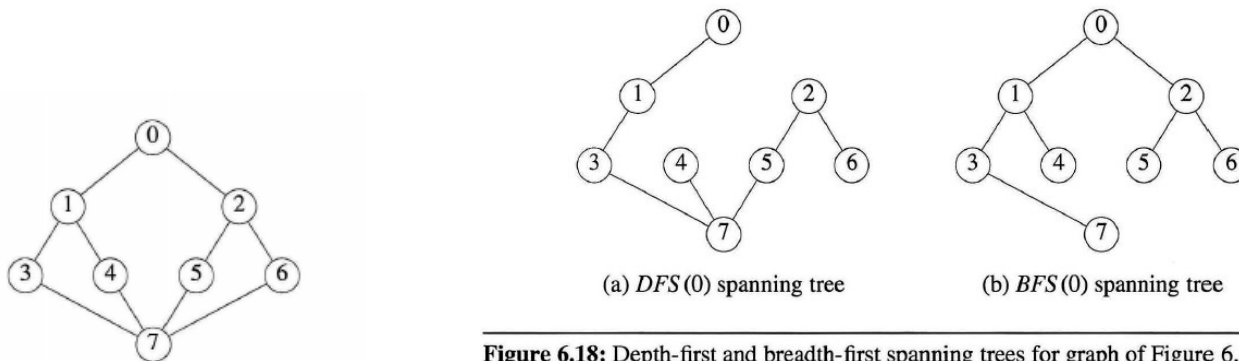 0
1 2
3 4 5 6
7
0
1 2
3 4 5 6
7
(a) DFS (0) spanning tree
0
1 2
3 4 5 6
7
(b) BFS (0) spanning tree
Figure 6.18: Depth-first and breadth-first spanning trees for graph of Figure 6.